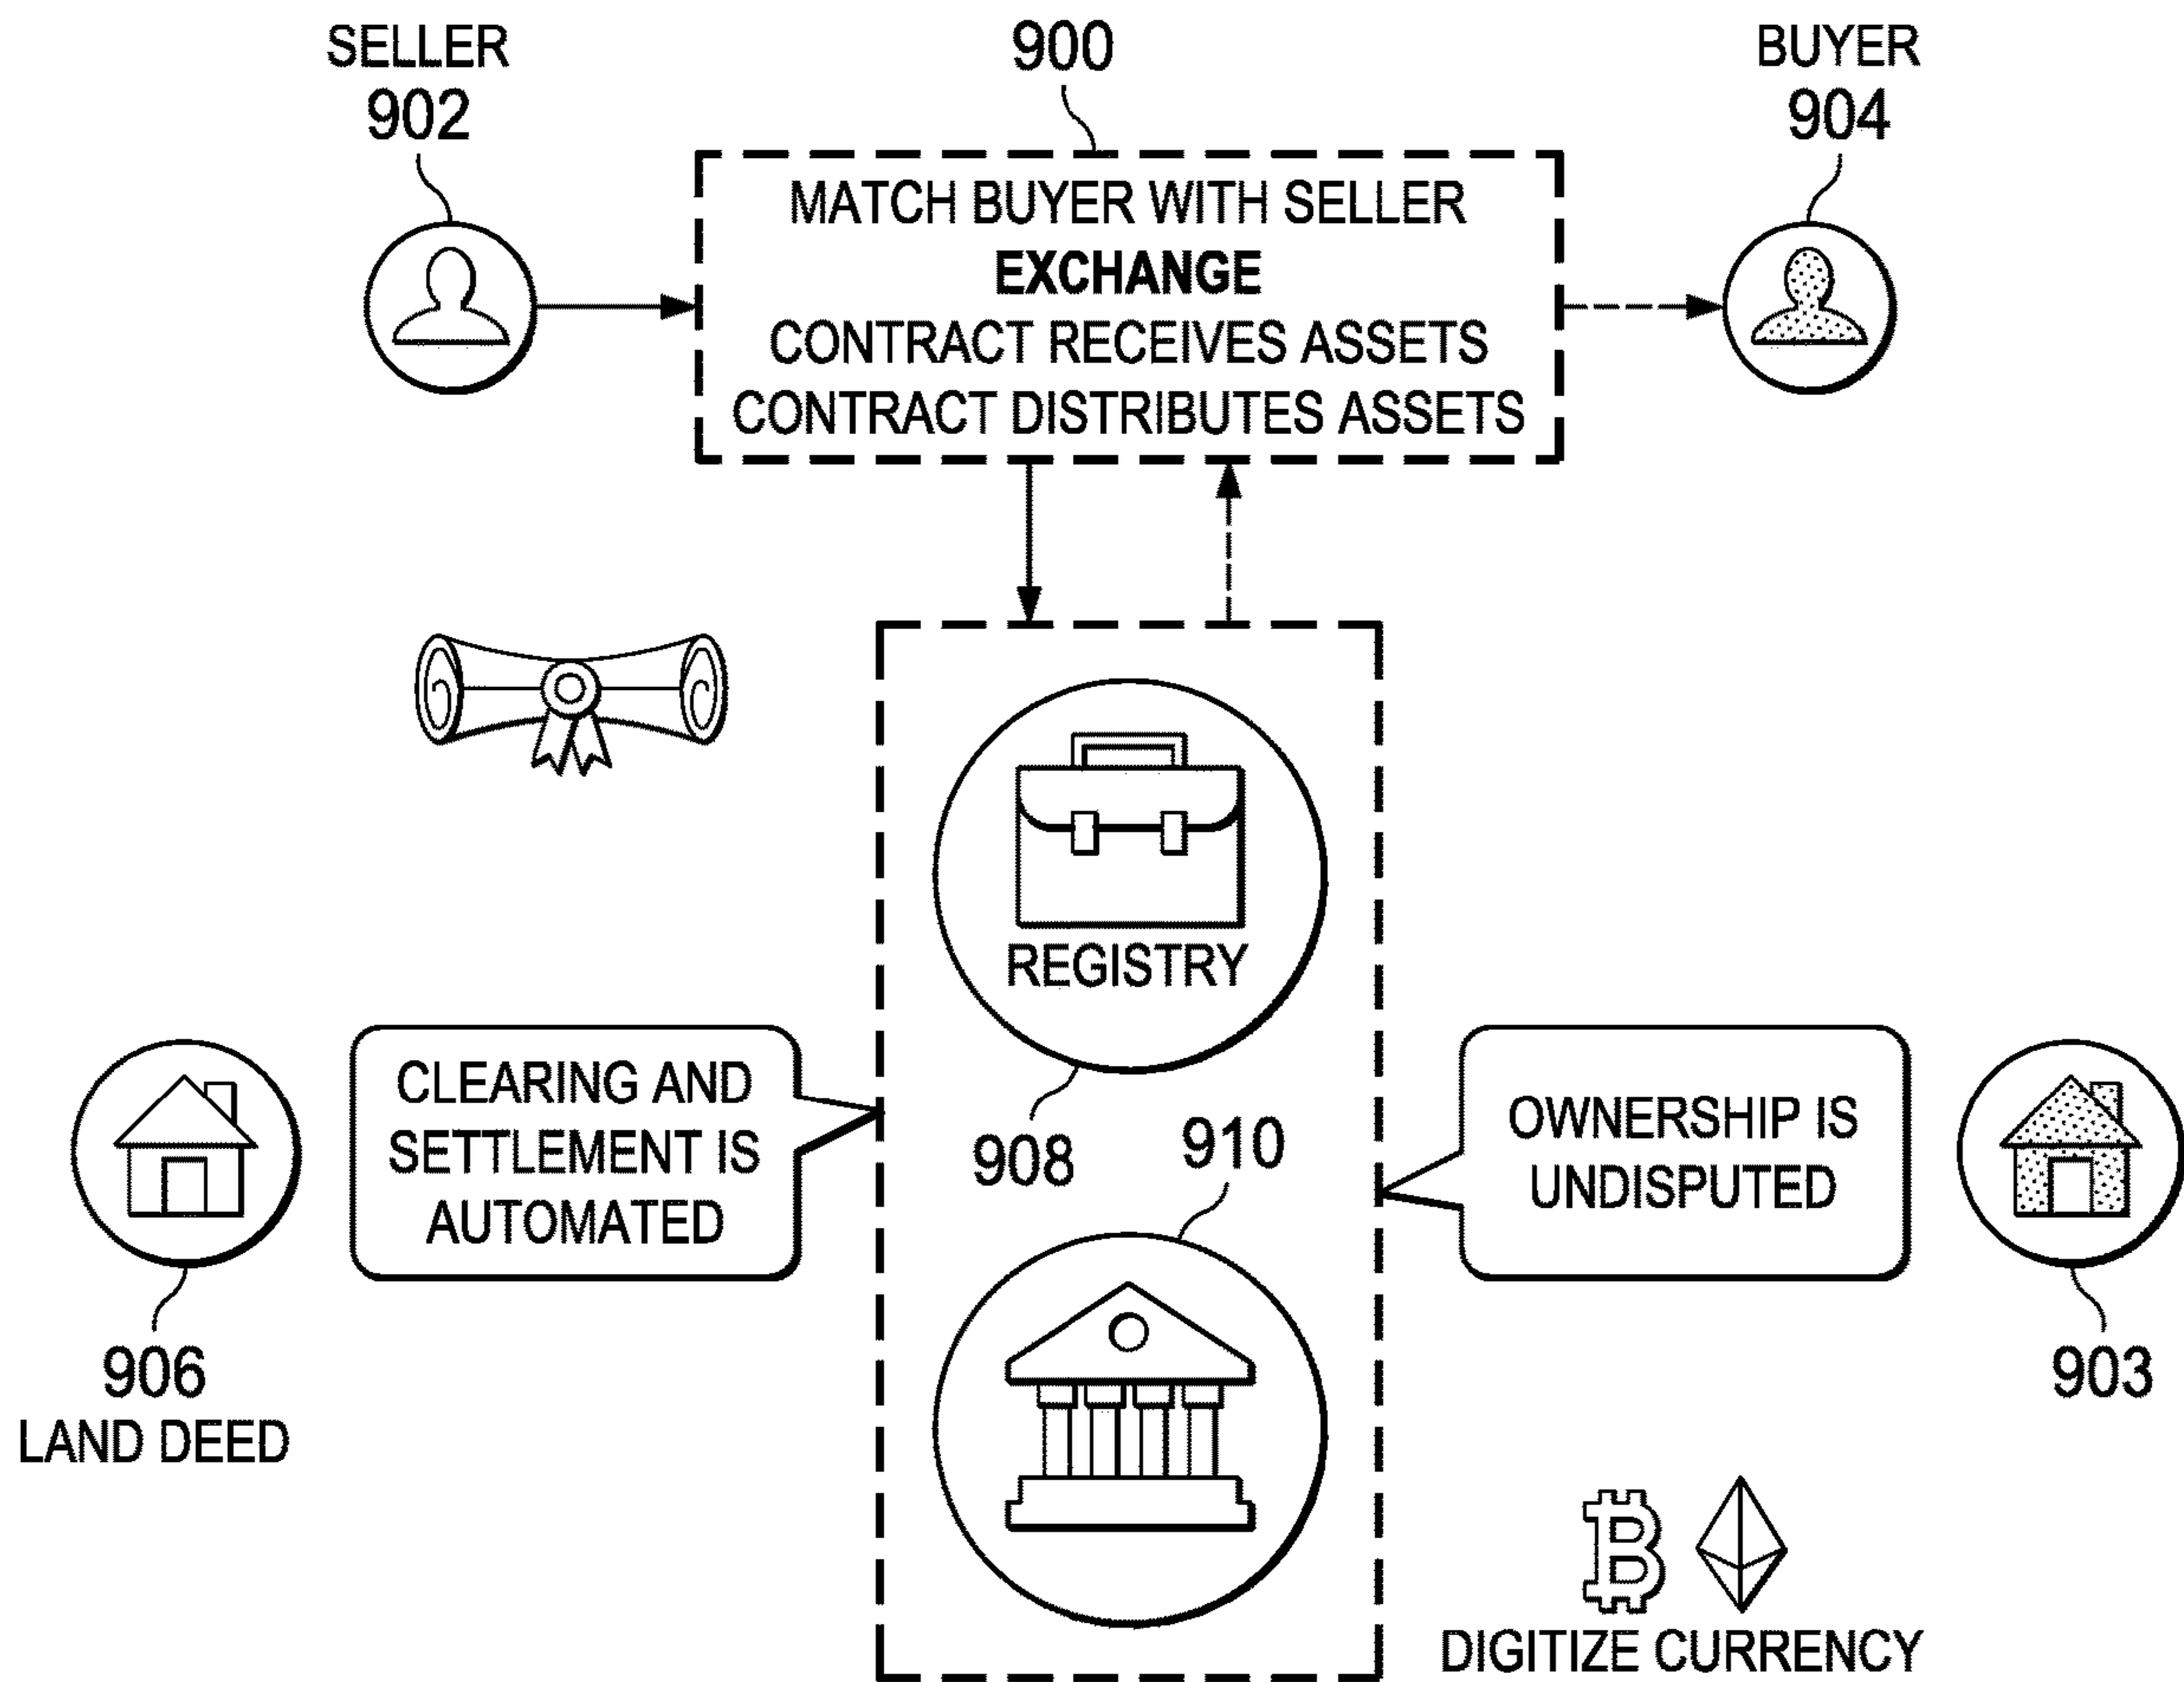 SELLER
902
900
BUYER
904
MATCH BUYER WITH SELLER
EXCHANGE
CONTRACT RECEIVES ASSETS
CONTRACT DISTRIBUTES ASSETS
REGISTRY
908
910
CLEARING AND
SETTLEMENT IS
AUTOMATED
OWNERSHIP IS
UNDISPUTED
906
LAND DEED
903
DIGITIZE CURRENCY